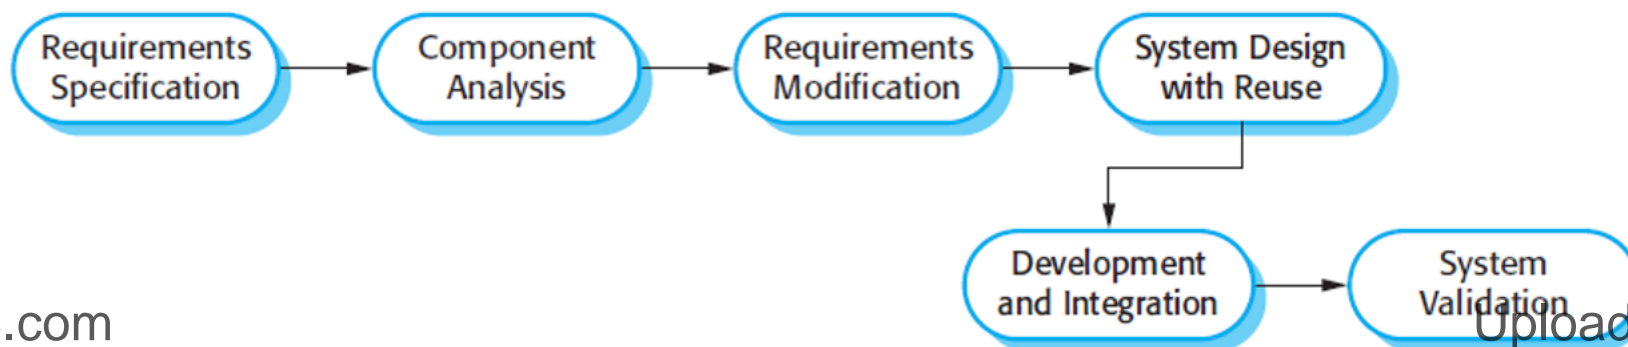 Requirements
Specification
Component
Analysis
Requirements
Modification
System Design
with Reuse
Development
and Integration
System
Validation
.com
Upload